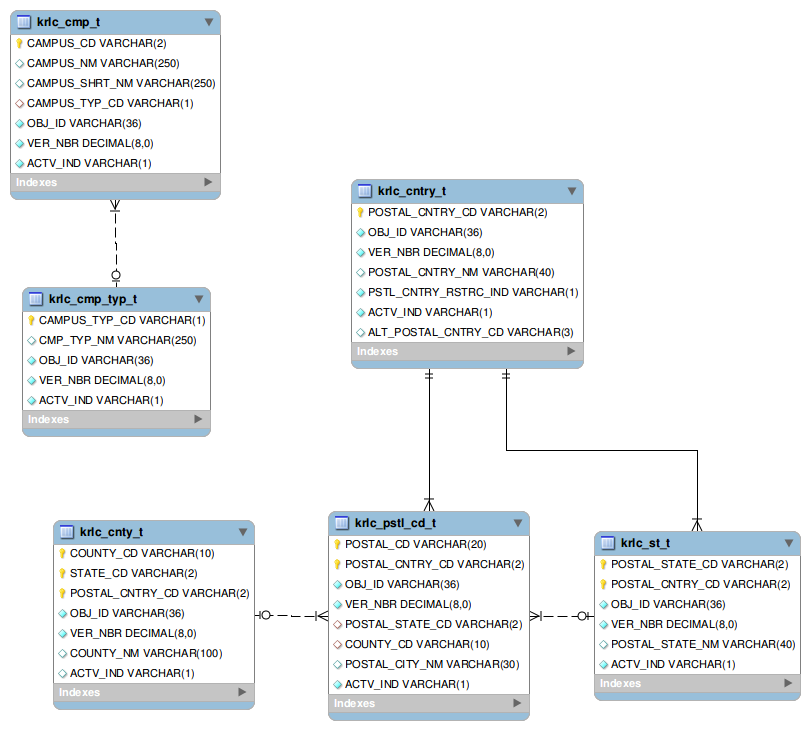 krlc_cmp_t
CAMPUS_CD VARCHAR(2)
CAMPUS_NM VARCHAR(250)
CAMPUS_SHRT_NM VARCHAR(250)
CAMPUS_TYP_CD VARCHAR(1)
OBJ_ID VARCHAR(36)
VER_NBR DECIMAL(8,0)
ACTV_IND VARCHAR(1)
Indexes
krlc_cmp_typ_t
CAMPUS_TYP_CD VARCHAR(1)
CMP_TYP_NM VARCHAR(250)
OBJ_ID VARCHAR(36)
VER_NBR DECIMAL(8,0)
ACTV_IND VARCHAR(1)
Indexes
krlc_cntry_t
POSTAL_CNTRY_CD VARCHAR(2)
OBJ_ID VARCHAR(36)
VER_NBR DECIMAL(8,0)
POSTAL_CNTRY_NM VARCHAR(40)
PSTL_CNTRY_RSTRC_IND VARCHAR(1)
ACTV_IND VARCHAR(1)
ALT_POSTAL_CNTRY_CD VARCHAR(3)
Indexes
krlc_cnty_t
COUNTY_CD VARCHAR(10)
STATE_CD VARCHAR(2)
POSTAL_CNTRY_CD VARCHAR(2)
OBJ_ID VARCHAR(36)
VER_NBR DECIMAL(8,0)
COUNTY_NM VARCHAR(100)
ACTV_IND VARCHAR(1)
Indexes
krlc_pstl_cd_t
POSTAL_CD VARCHAR(20)
POSTAL_CNTRY_CD VARCHAR(2)
OBJ_ID VARCHAR(36)
VER_NBR DECIMAL(8,0)
POSTAL_STATE_CD VARCHAR(2)
COUNTY_CD VARCHAR(10)
POSTAL_CITY_NM VARCHAR(30)
ACTV_IND VARCHAR(1)
Indexes
krlc_st_t
POSTAL_STATE_CD VARCHAR(2)
POSTAL_CNTRY_CD VARCHAR(2)
OBJ_ID VARCHAR(36)
VER_NBR DECIMAL(8,0)
POSTAL_STATE_NM VARCHAR(40)
ACTV_IND VARCHAR(1)
Indexes